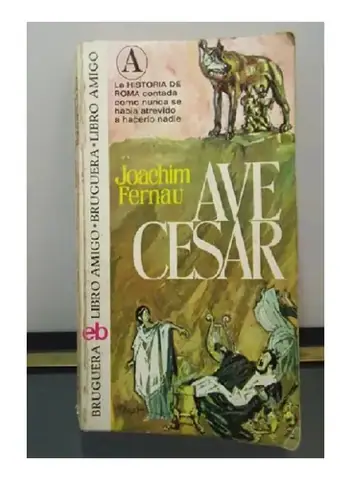 A
La HISTORIA DE
ROMA contada
como nunca se
había atrevido
a hacerlo nadie
Joachim
Fernau
AVE
CESAR
BRUGUERA eb LIBRO AMIGO • BRUGUERA • LIBRO AMIGO